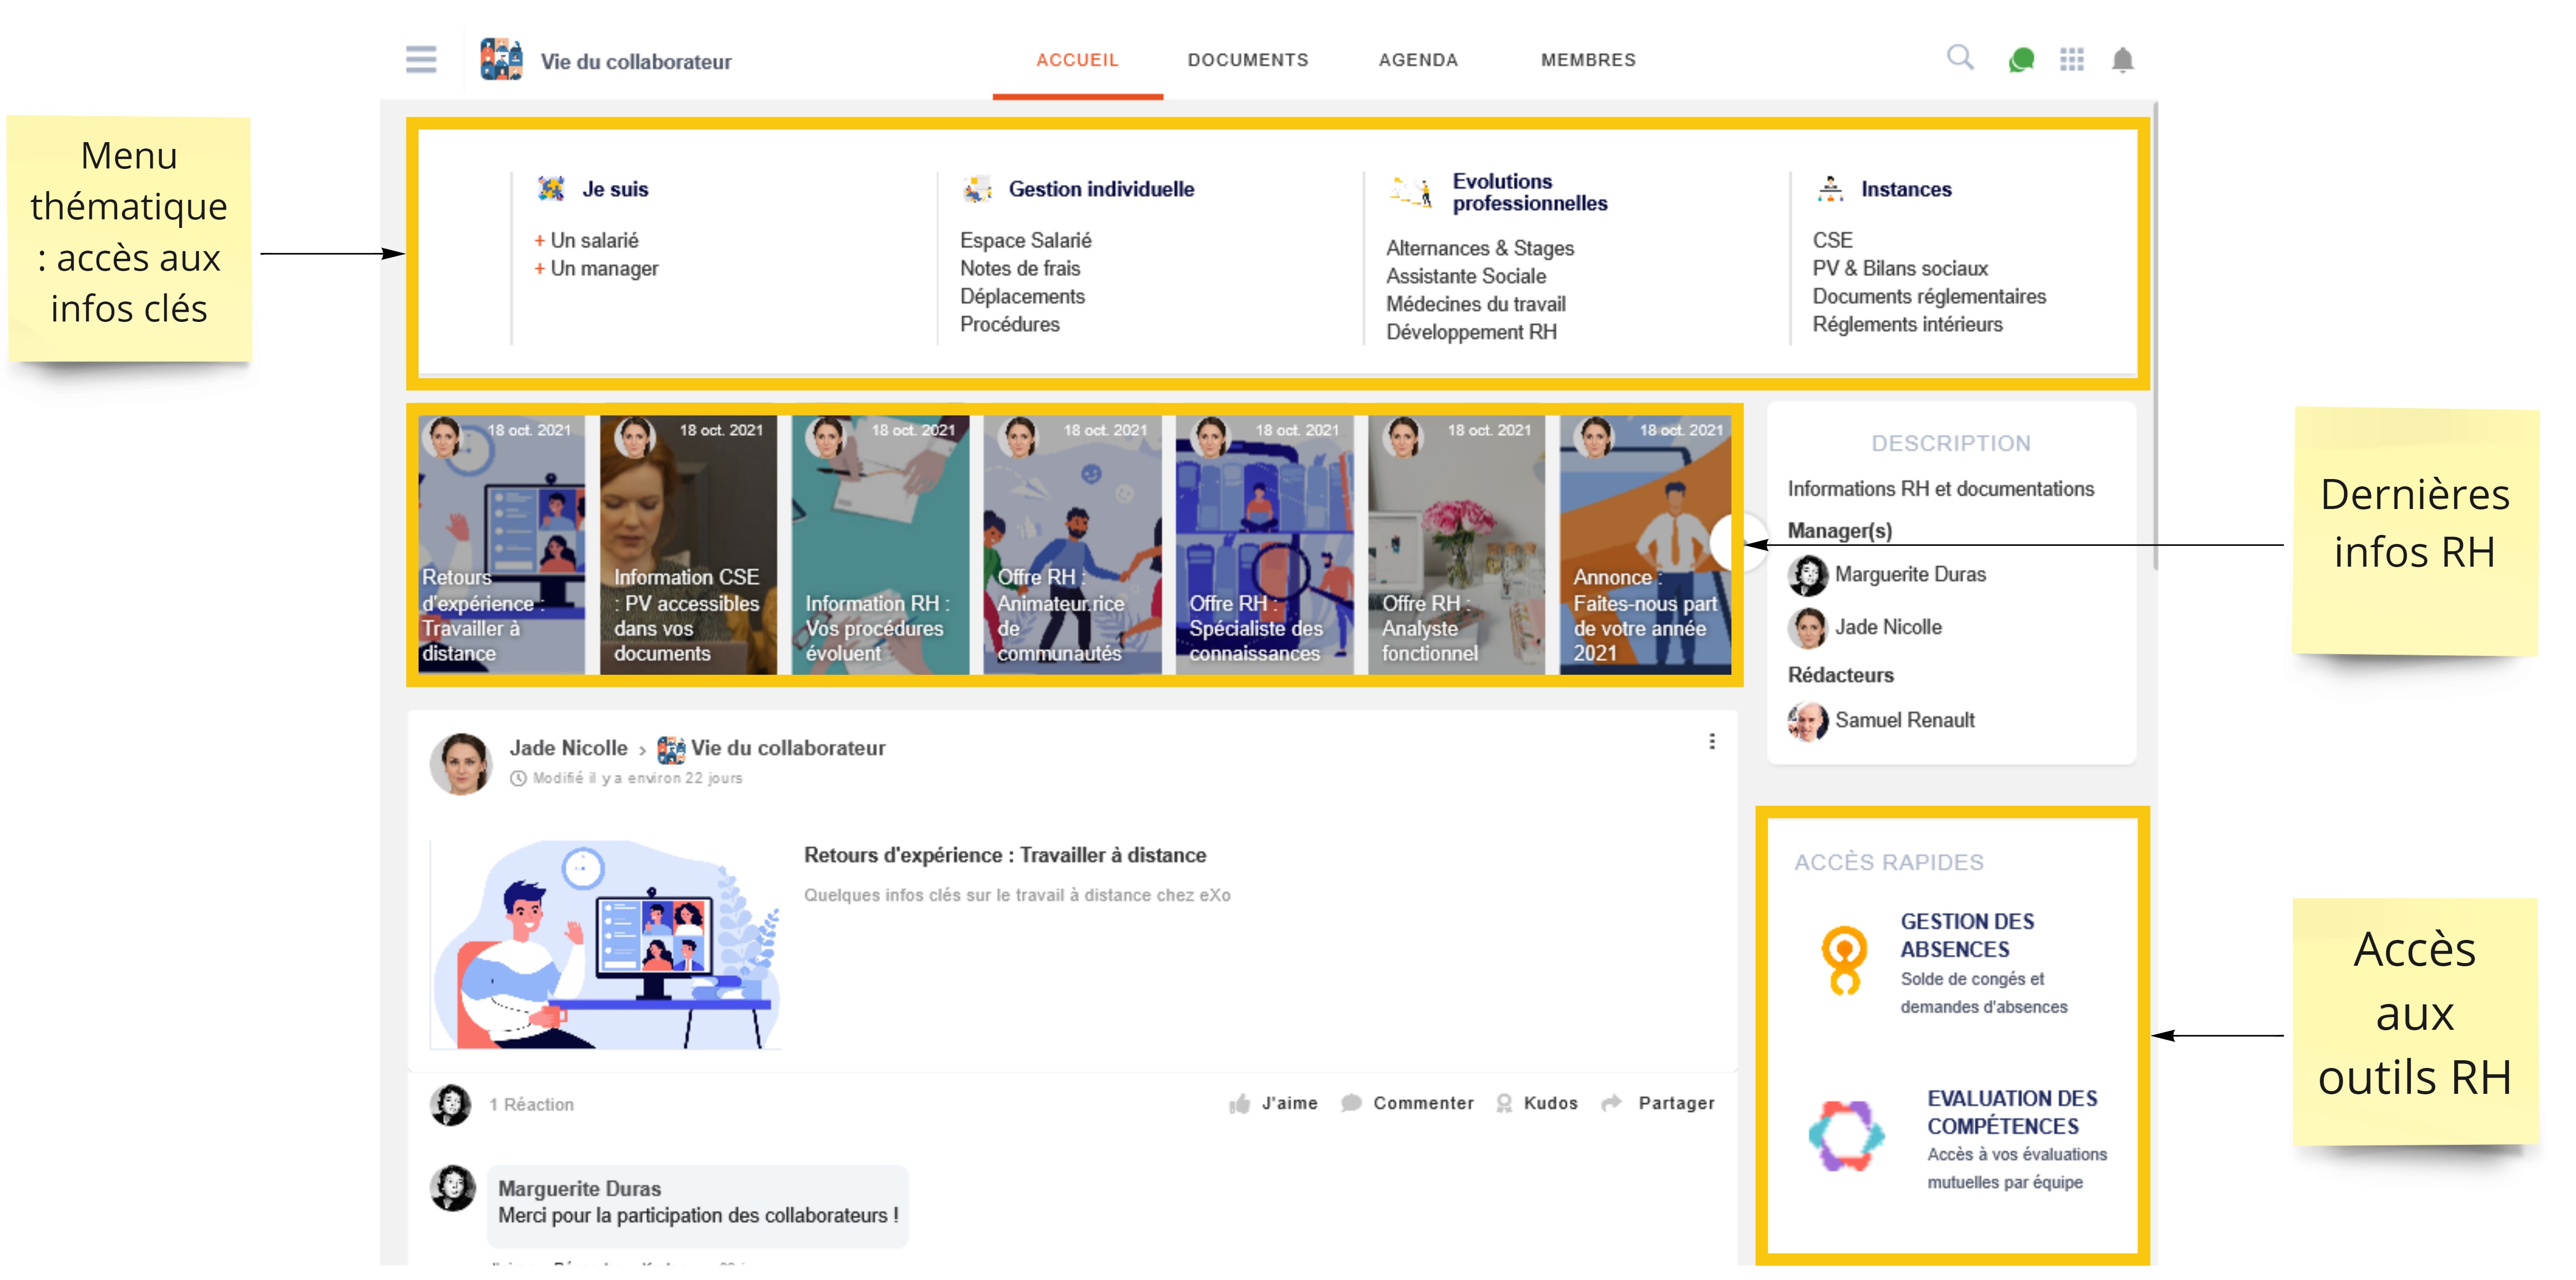 Vie du collaborateur
ACCUEIL
DOCUMENTS
AGENDA
MEMBRES
Menu
thématique
: accès aux
infos clés
Je suis
+ Un salarié
+ Un manager
Gestion individuelle
Espace Salarié
Notes de frais
Déplacements
Procédures
Evolutions
professionnelles
Alternances & Stages
Assistante Sociale
Médecines du travail
Développement RH
Instances
CSE
PV & Bilans sociaux
Documents réglementaires
Réglements intérieurs
18 oct. 2021
Retours
d'expérience :
Travailler à
distance
18 oct. 2021
Information CSE
: PV accessibles
dans vos
documents
18 oct. 2021
Information RH :
Vos procédures
évoluent
18 oct. 2021
Offre RH :
Animateur.rice
de
communautés
18 oct. 2021
Offre RH :
Spécialiste des
connaissances
18 oct. 2021
Offre RH :
Analyste
fonctionnel
18 oct. 2021
Annonce :
Faites-nous part
de votre année
2021
DESCRIPTION
Informations RH et documentations
Manager(s)
Marguerite Duras
Jade Nicolle
Rédacteurs
Samuel Renault
Dernières
infos RH
Jade Nicolle › Vie du collaborateur
Modifié il y a environ 22 jours
Retours d'expérience : Travailler à distance
Quelques infos clés sur le travail à distance chez eXo
1 Réaction
J'aime
Commenter
Kudos
Partager
Marguerite Duras
Merci pour la participation des collaborateurs !
ACCÈS RAPIDES
GESTION DES
ABSENCES
Solde de congés et
demandes d'absences
EVALUATION DES
COMPÉTENCES
Accès à vos évaluations
mutuelles par équipe
Accès
aux
outils RH